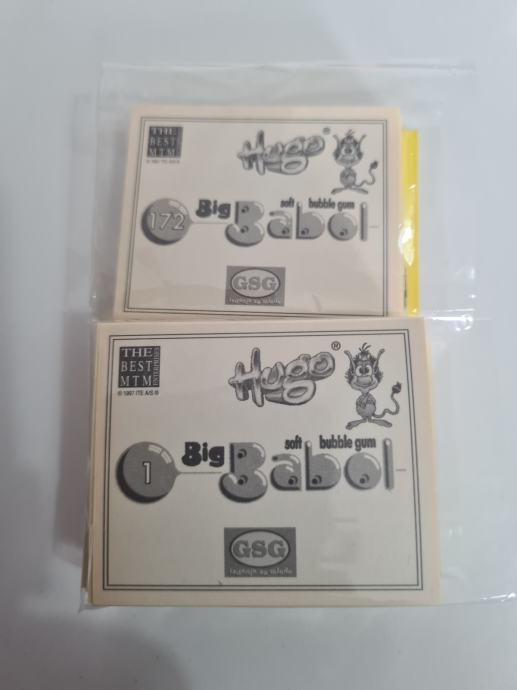 THE
BEST
MTM
Hugo®
172
Big
soft bubble gum
Babol
GSG
THE
BEST
MTM
ENTERPRISES
© 1997 ITE A/S ®
Hugo®
1
Big
soft bubble gum
Babol
GSG